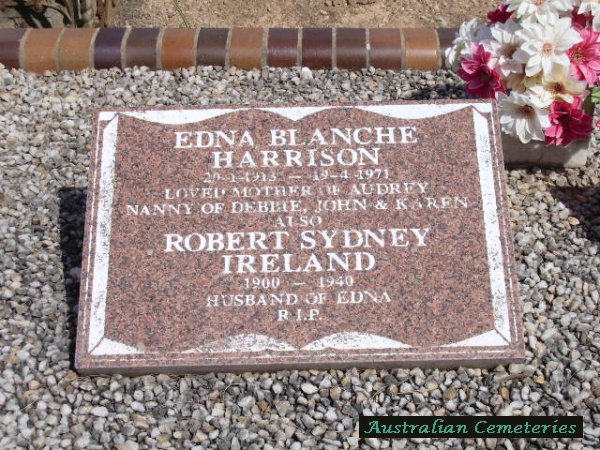 EDNA BLANCHE
HARRISON
29-1-1913 — 19-4-1971
LOVED MOTHER OF AUDREY
NANNY OF DEBBIE, JOHN & KAREN
ALSO
ROBERT SYDNEY
IRELAND
1900 — 1940
HUSBAND OF EDNA
R.I.P.
Australian Cemeteries